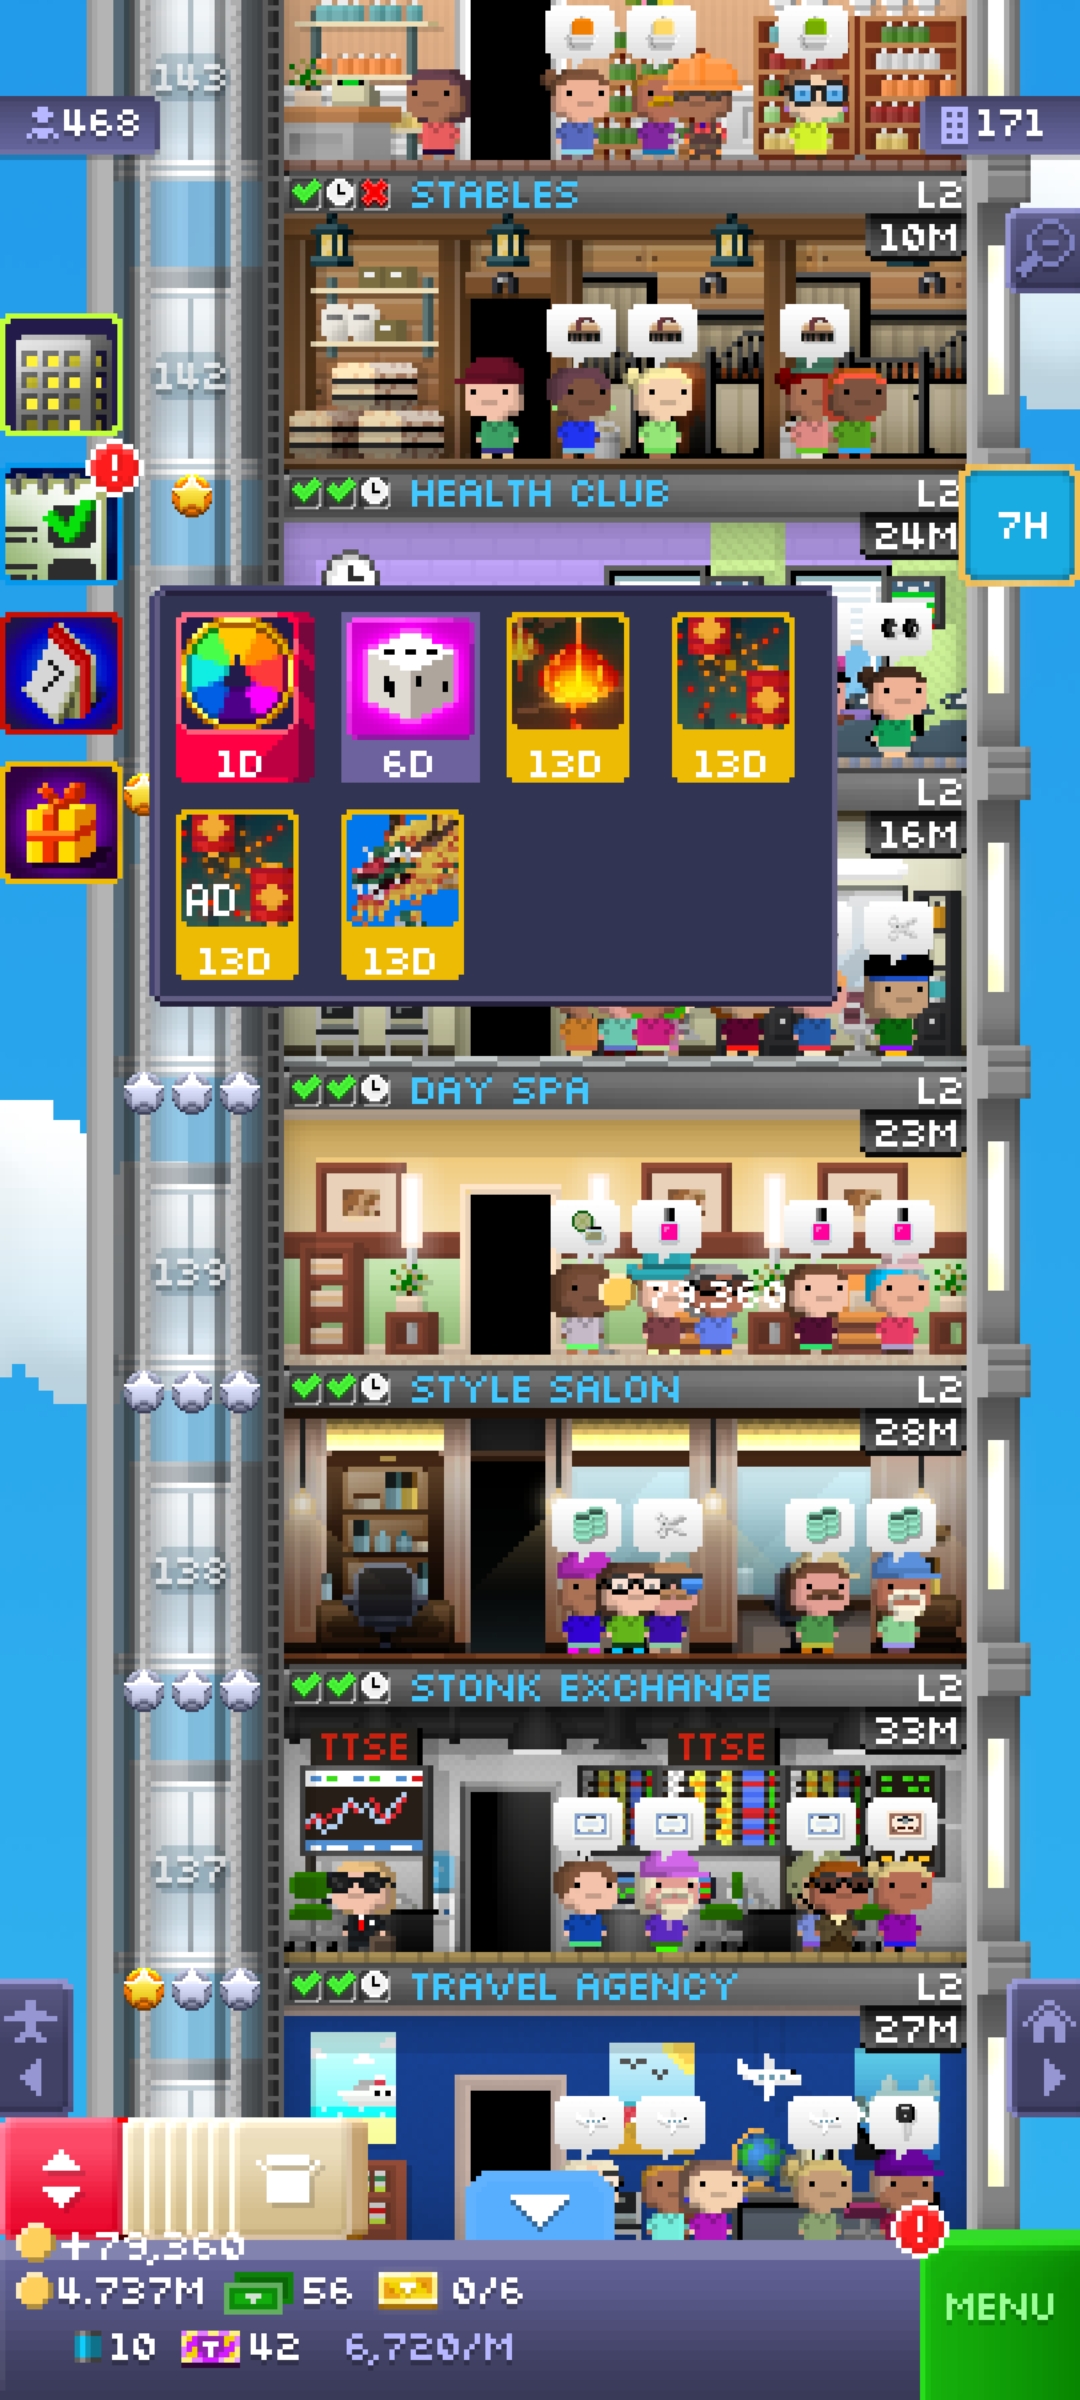 143
468
171
STABLES
L2
10M
142
HEALTH CLUB
L2
24M
7H
1D
6D
13D
13D
L2
16M
AD
13D
13D
DAY SPA
L2
23M
139
79,360
STYLE SALON
L2
28M
138
STONK EXCHANGE
L2
33M
TTSE
TTSE
137
TRAVEL AGENCY
L2
27M
+79,360
4.737M
56
0/6
MENU
10
T
42
6,720/M